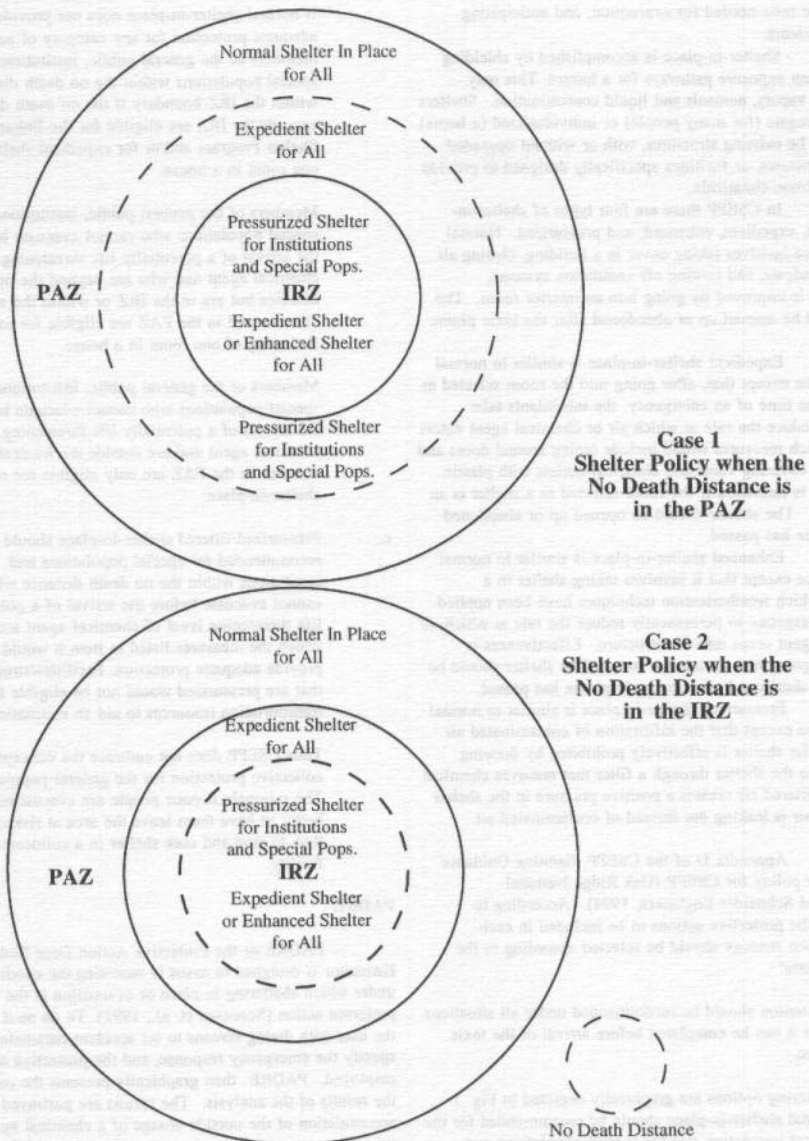 Normal Shelter In Place
for All
Expedient Shelter
for All
Pressurized Shelter
for Institutions
and Special Pops.
PAZ
IRZ
Expedient Shelter
or Enhanced Shelter
for All
Pressurized Shelter
for Institutions
and Special Pops.
Case 1
Shelter Policy when the
No Death Distance is
in the PAZ
Normal Shelter In Place
for All
Case 2
Shelter Policy when the
No Death Distance is
in the IRZ
Expedient Shelter
for All
Pressurized Shelter
for Institutions
and Special Pops.
PAZ
IRZ
Expedient Shelter
or Enhanced Shelter
for All
No Death Distance